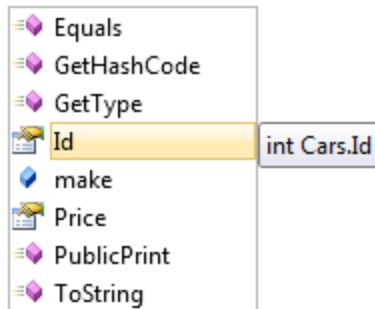 Equals
GetHashCode
GetType
Id
int Cars.Id
make
Price
PublicPrint
ToString